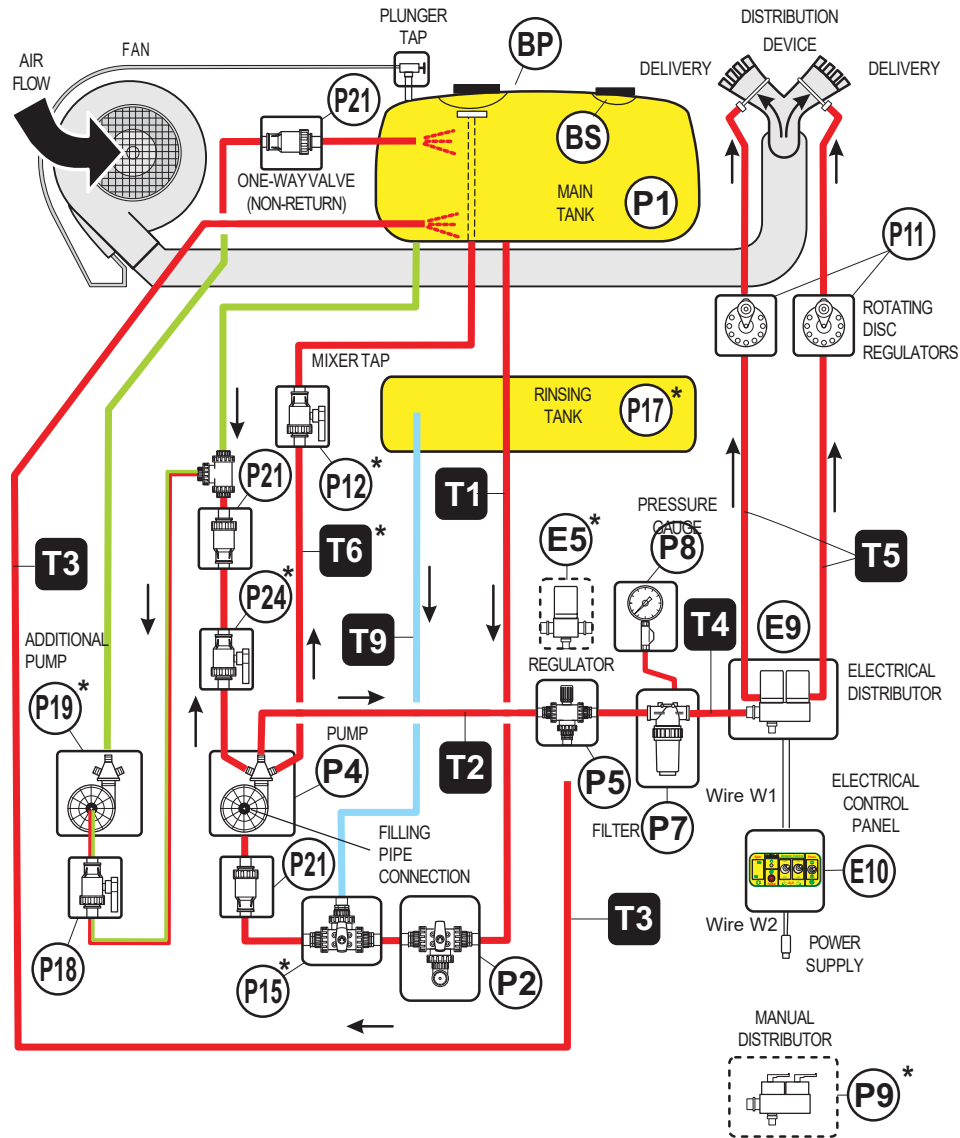 PLUNGER
TAP
DISTRIBUTION
DEVICE
FAN
AIR
FLOW
BP
DELIVERY
DELIVERY
P21
BS
ONE-WAY VALVE
(NON-RETURN)
MAIN
TANK
P1
P11
ROTATING
DISC
REGULATORS
MIXER TAP
RINSING
TANK
P17*
P12*
P21
T1
PRESSURE
GAUGE
E5*
P8
T3
T6*
T5
P24*
T9
T4
E9
ADDITIONAL
PUMP
P19*
REGULATOR
ELECTRICAL
DISTRIBUTOR
PUMP
P4
T2
P5
Wire W1
ELECTRICAL
CONTROL
PANEL
FILTER
P7
FILLING
PIPE
CONNECTION
P21
E10
T3
Wire W2
POWER
SUPPLY
P18
P15*
P2
MANUAL
DISTRIBUTOR
P9*